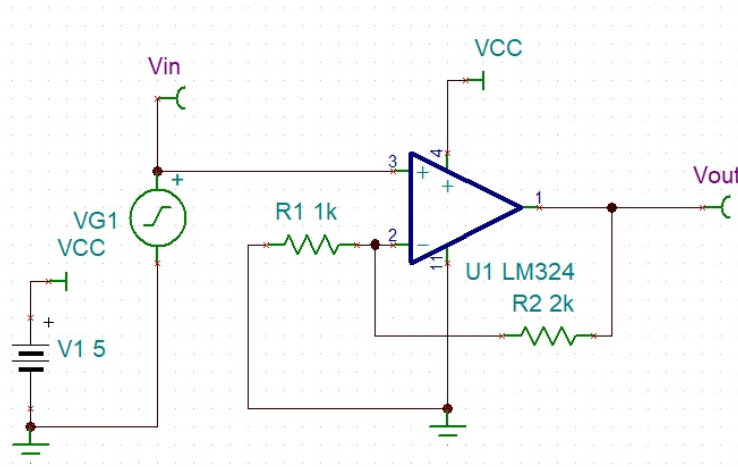 VCC
Vin
4
3
+
+
+
1
Vout
VG1
R1 1k
2
−
VCC
11
U1 LM324
R2 2k
+
V1 5